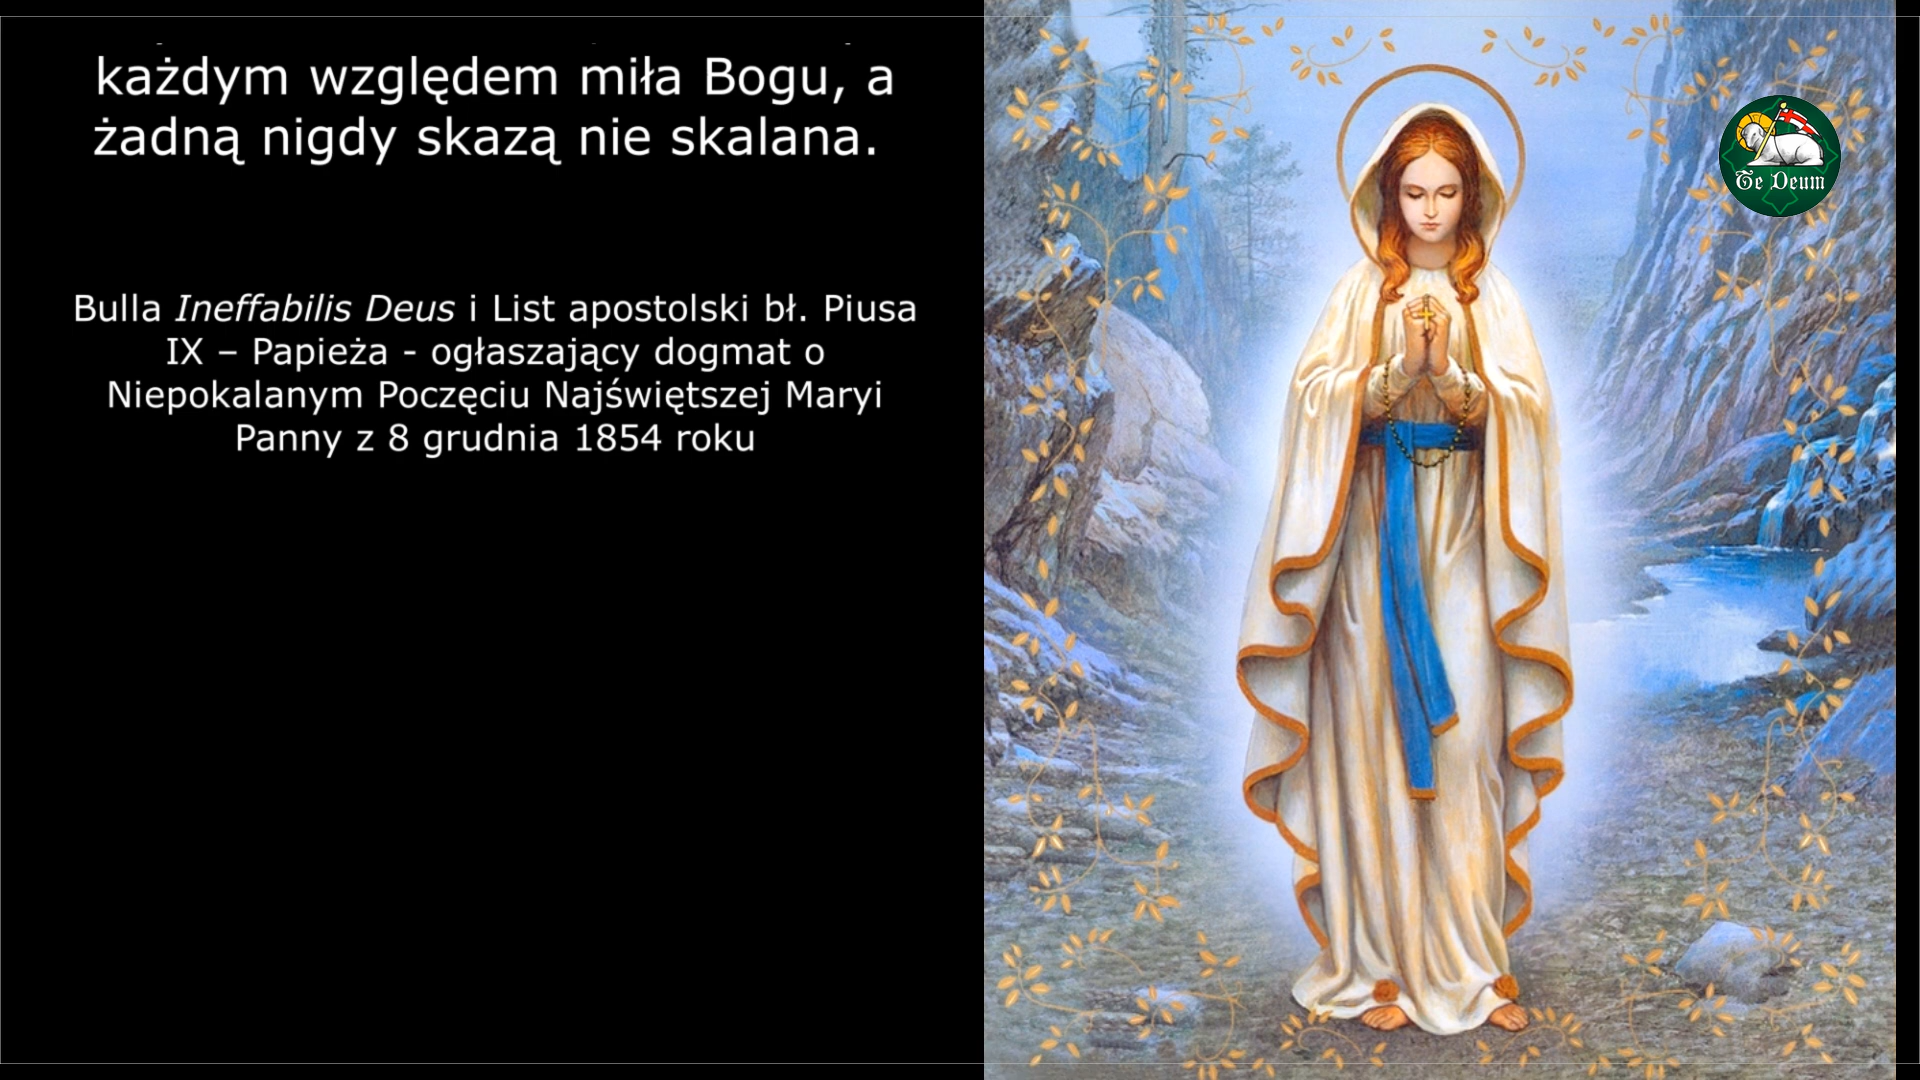 każdym względem miła Bogu, a
żadną nigdy skazą nie skalana.
Bulla Ineffabilis Deus i List apostolski bł. Piusa
IX – Papieża - ogłaszający dogmat o
Niepokalanym Poczęciu Najświętszej Maryi
Panny z 8 grudnia 1854 roku
Te Deum